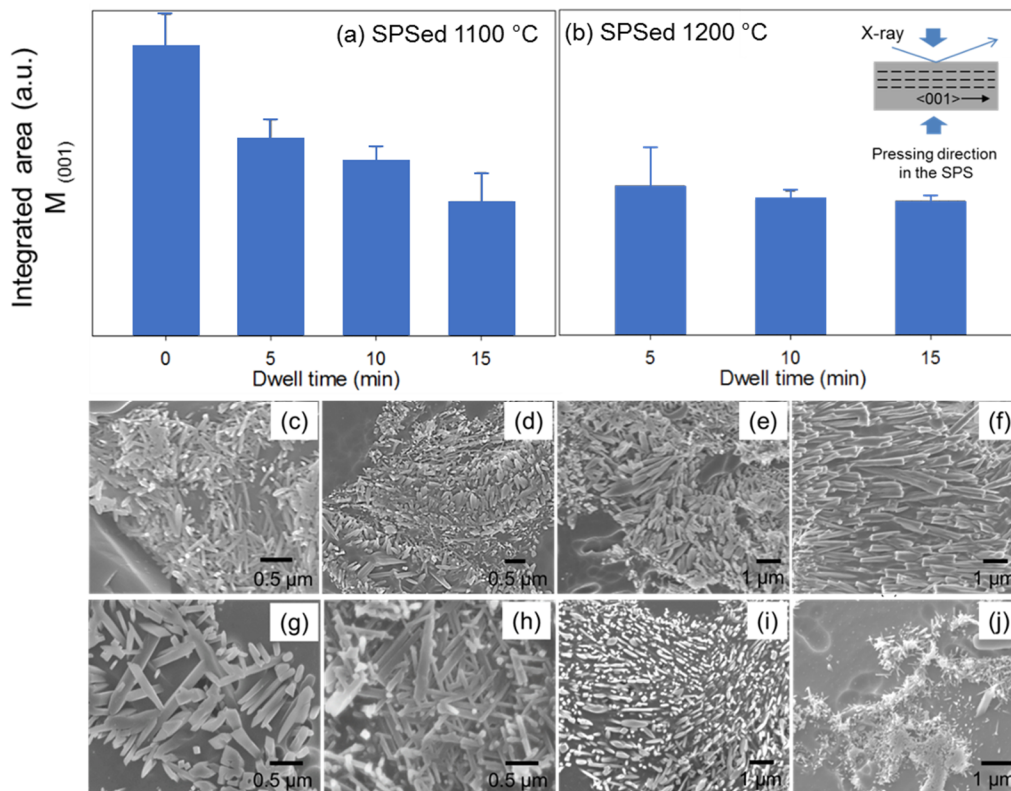 Integrated area (a.u.)
M (001)
(a) SPSed 1100 °C
0 5 10 15
Dwell time (min)
(b) SPSed 1200 °C
X-ray
<001>
Pressing direction
in the SPS
5 10 15
Dwell time (min)
(c)
0.5 µm
(d)
0.5 µm
(e)
1 µm
(f)
1 µm
(g)
0.5 µm
(h)
0.5 µm
(i)
1 µm
(j)
1 µm